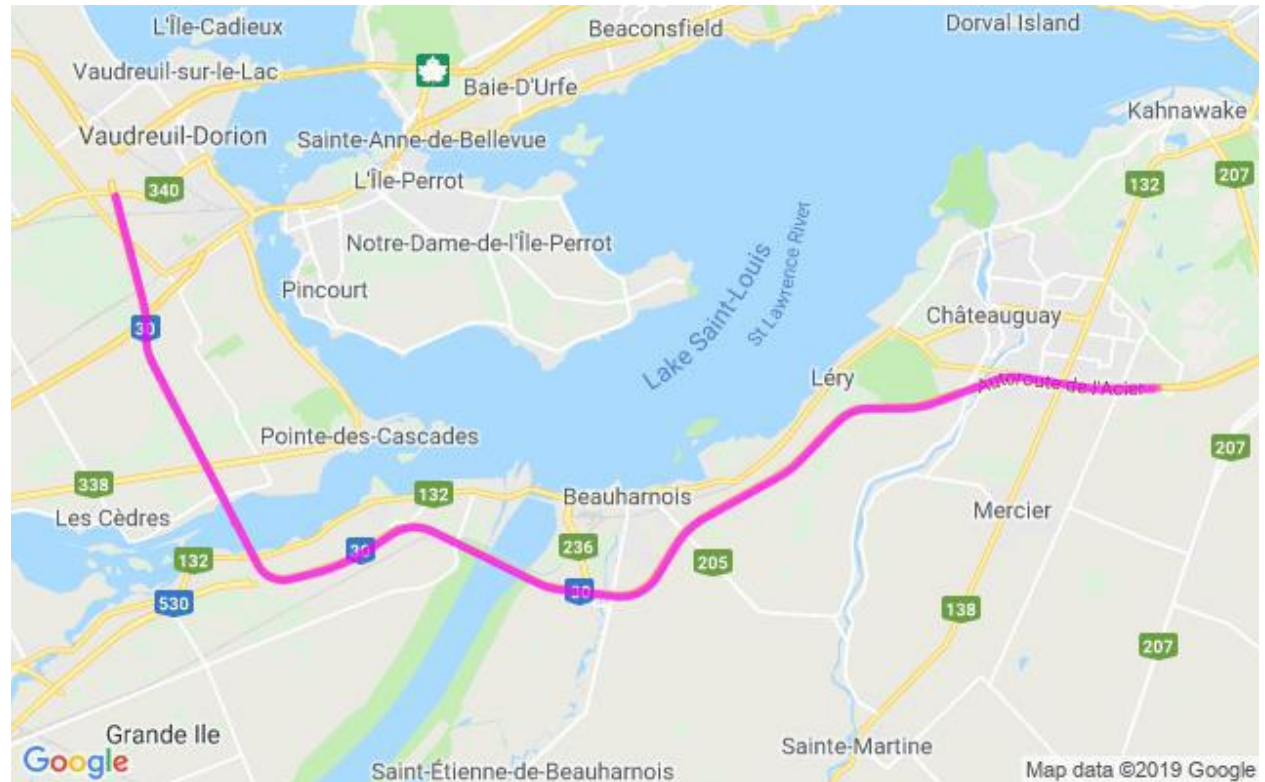 L'Île-Cadieux
Beaconsfield
Dorval Island
Vaudreuil-sur-le-Lac
Baie-D'Urfe
Kahnawake
Vaudreuil-Dorion
Sainte-Anne-de-Bellevue
L'Île-Perrot
340
132
207
Notre-Dame-de-l'Île-Perrot
Pincourt
Lake Saint-Louis
St Lawrence River
30
Châteauguay
Léry
Autoroute de l'Acier
Pointe-des-Cascades
207
338
132
Beauharnois
Les Cèdres
Mercier
132
30
236
205
530
30
138
207
Grande Ile
Sainte-Martine
Google
Saint-Étienne-de-Beauharnois
Map data ©2019 Google